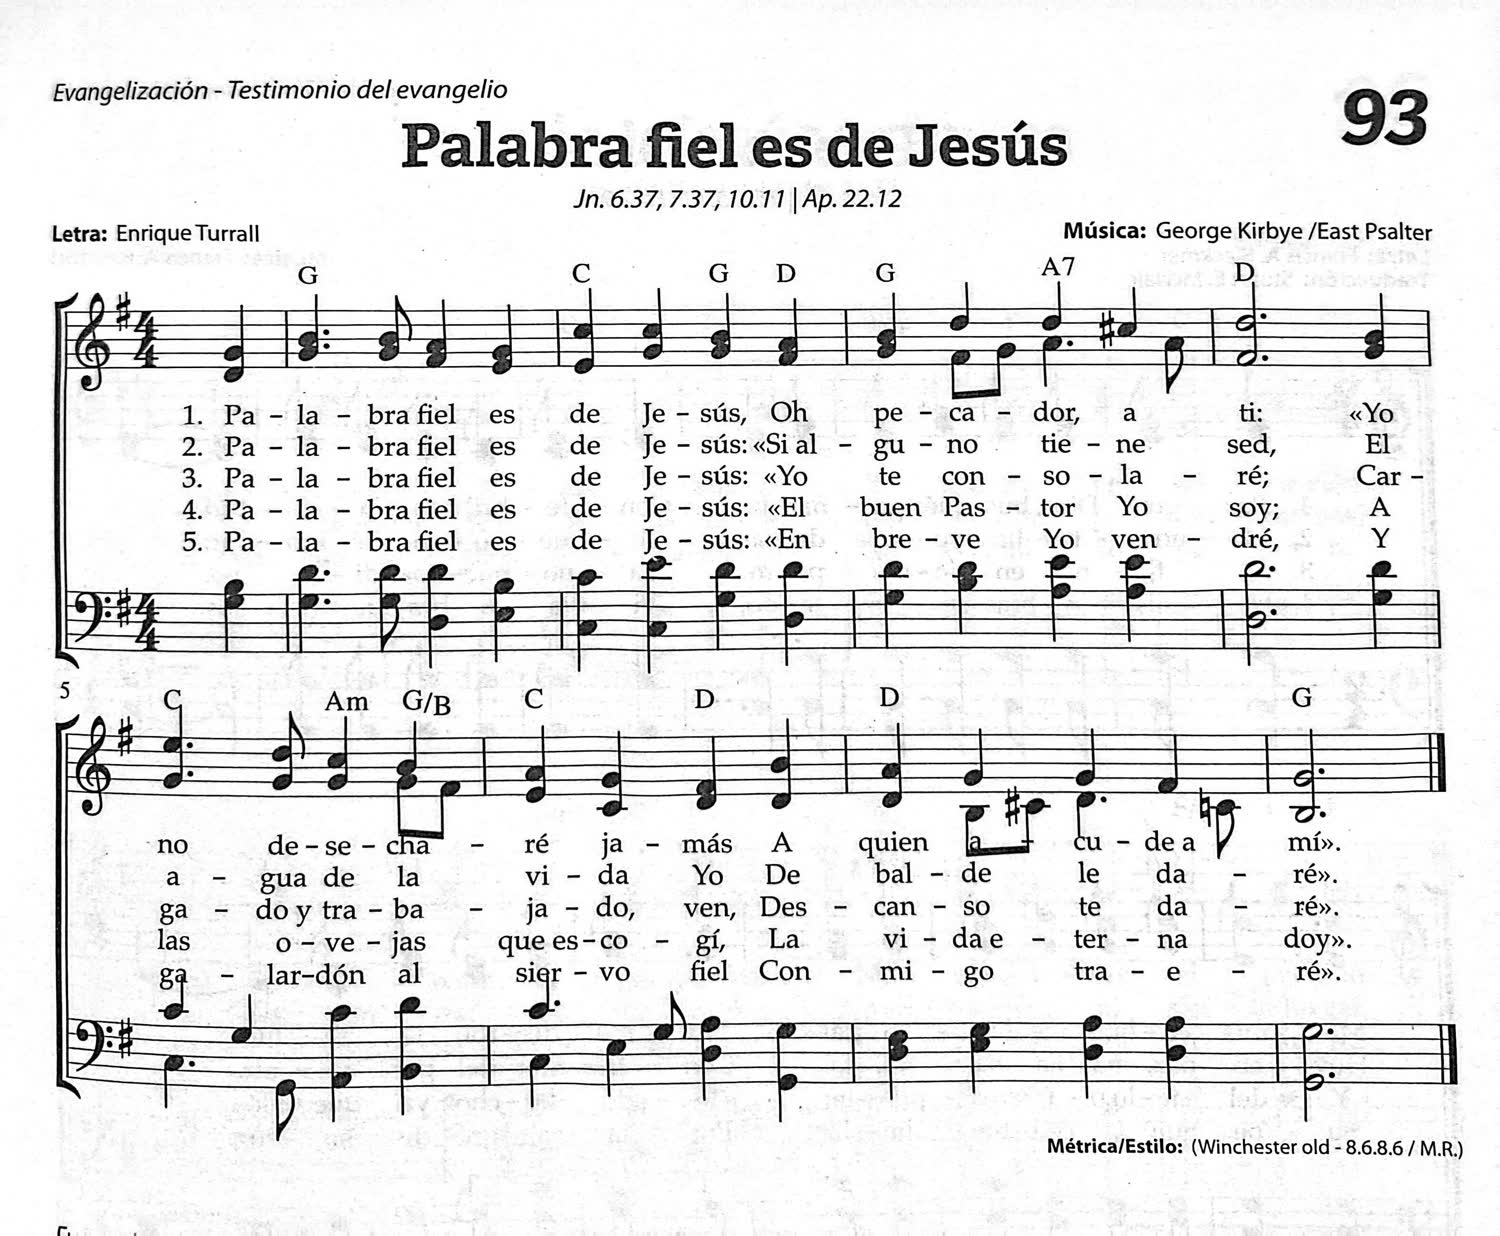 Evangelización - Testimonio del evangelio
93
Palabra fiel es de Jesús
Jn. 6.37, 7.37, 10.11 | Ap. 22.12
Letra: Enrique Turrall
Música: George Kirbye /East Psalter
G C G D G A7 D
1. Pa – la – bra fiel es de Je – sús, Oh pe – ca – dor, a ti: «Yo
2. Pa – la – bra fiel es de Je – sús: «Si al – gu – no tie – ne sed, El
3. Pa – la – bra fiel es de Je – sús: «Yo te con – so – la – ré; Car –
4. Pa – la – bra fiel es de Je – sús: «El buen Pas – tor Yo soy; A
5. Pa – la – bra fiel es de Je – sús: «En bre – ve Yo ven – dré, Y
5
C Am G/B C D D G
no de – se – cha – ré ja – más A quien a – cu – de a mí».
a – gua de la vi – da Yo De bal – de le da – ré».
ga – do y tra – ba – ja – do, ven, Des – can – so te da – ré».
las o – ve – jas que es – co – gí, La vi – da e – ter – na doy».
ga – lar – dón al sier – vo fiel Con – mi – go tra – e – ré».
Métrica/Estilo: (Winchester old - 8.6.8.6 / M.R.)